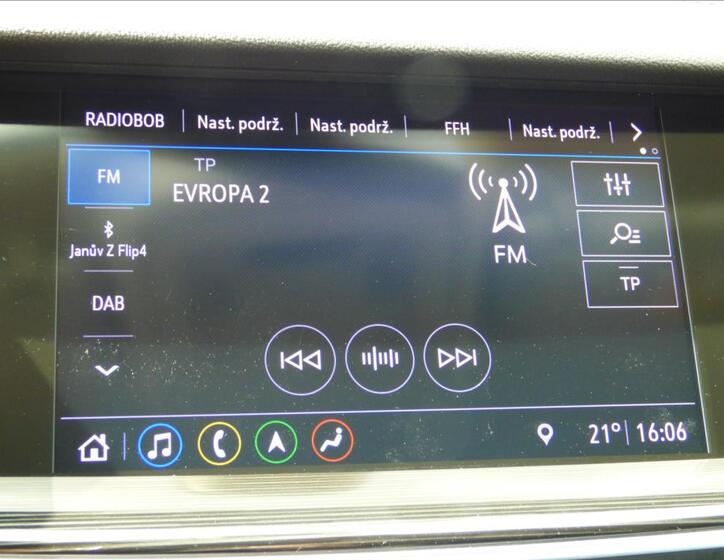 RADIOBOB Nast. podrž. Nast. podrž. FFH Nast. podrž.
FM
TP
EVROPA 2
FM
Janův Z Flip4
TP
DAB
21° 16:06